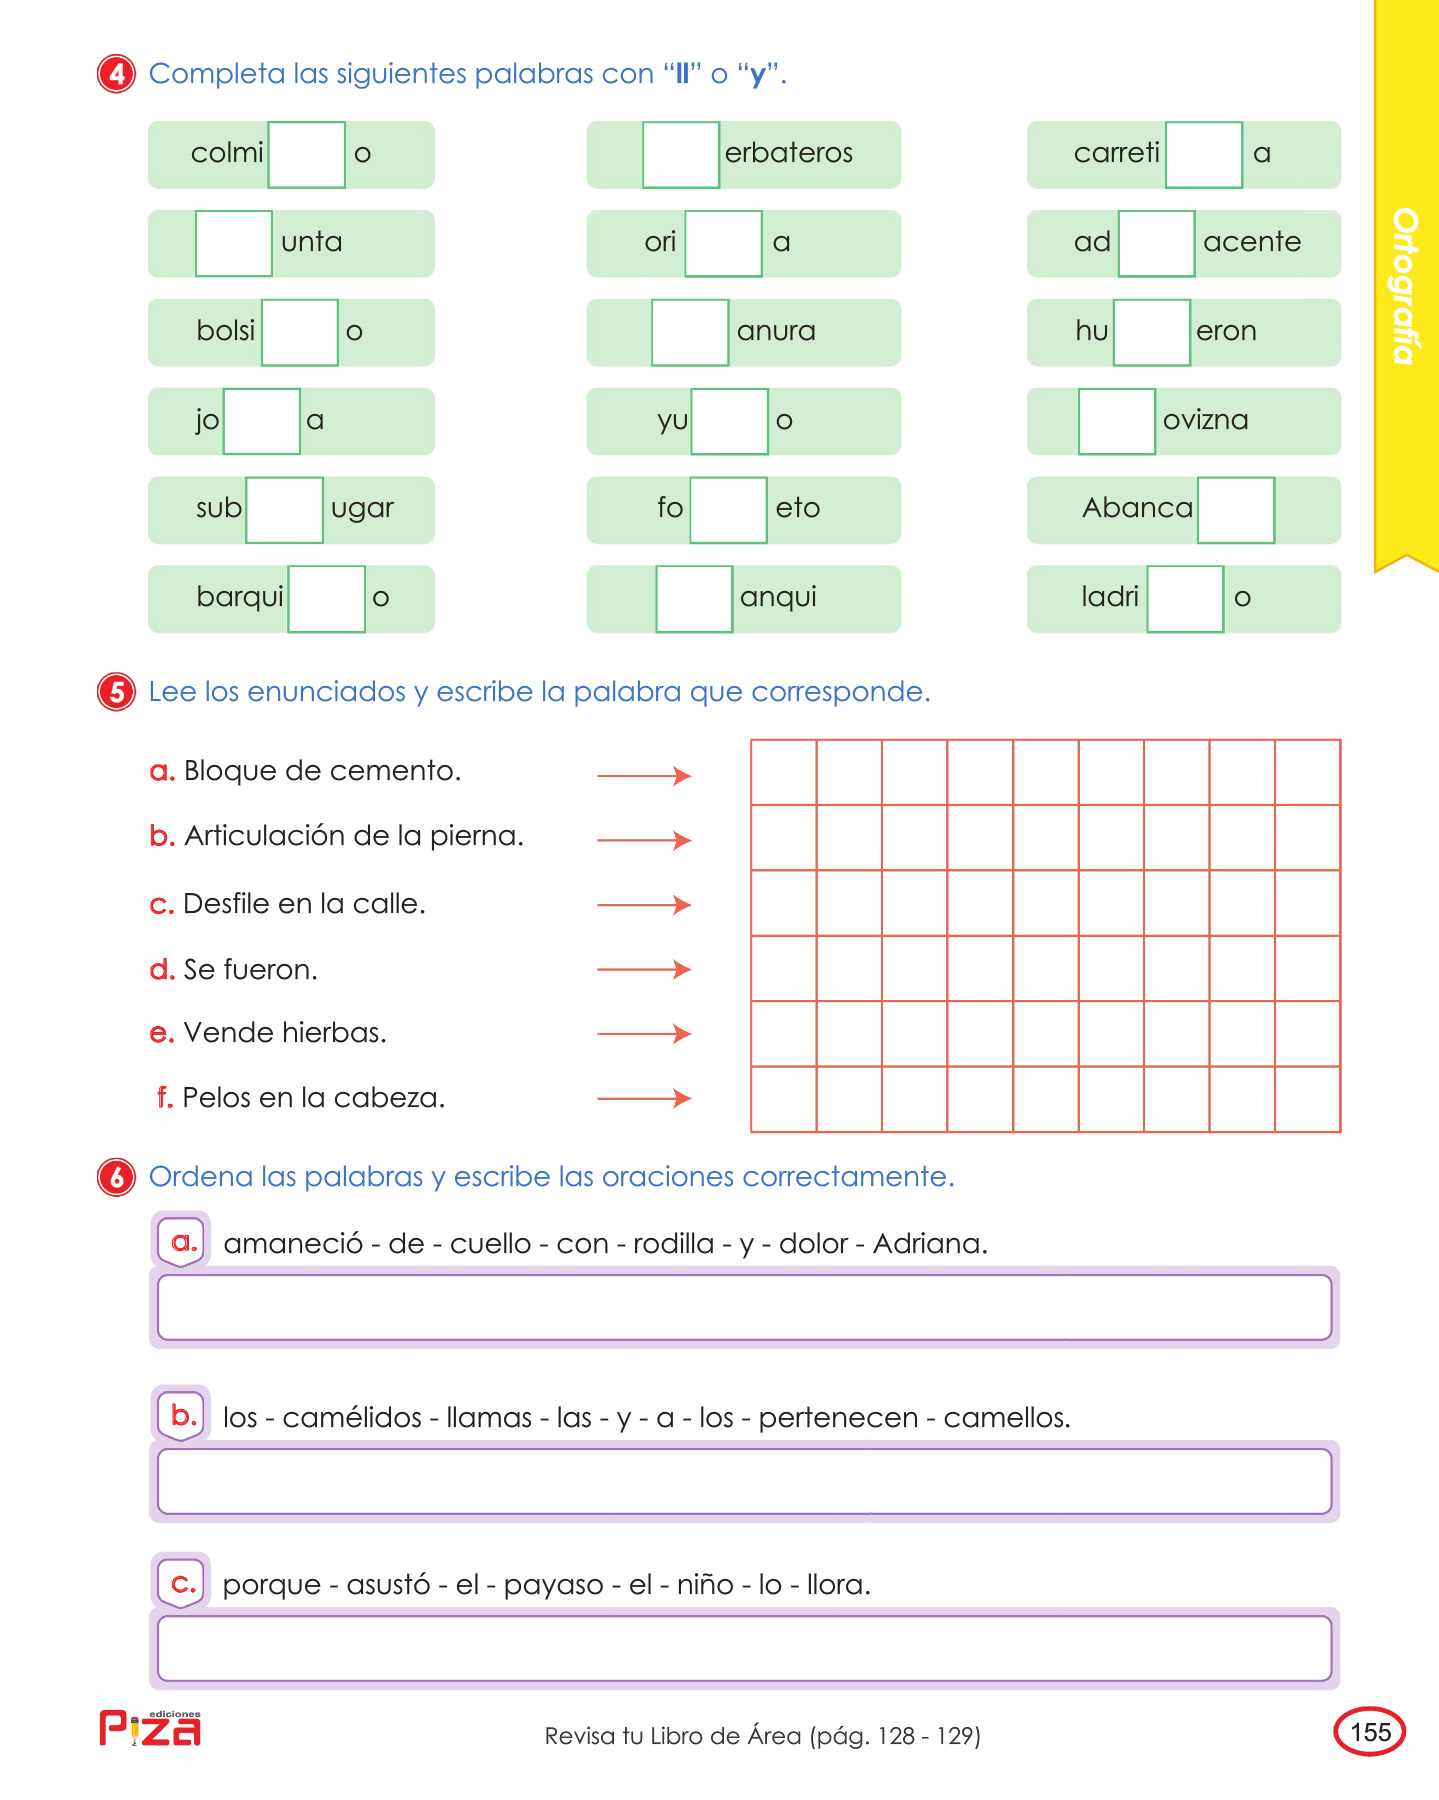 4 Completa las siguientes palabras con “ll” o “y”.
colmi o
erbateros
carreti a
unta
ori a
ad acente
bolsi o
anura
hu eron
jo a
yu o
ovizna
sub ugar
fo eto
Abanca
barqui o
anqui
ladri o
Ortografía
5 Lee los enunciados y escribe la palabra que corresponde.
a. Bloque de cemento.
b. Articulación de la pierna.
c. Desfile en la calle.
d. Se fueron.
e. Vende hierbas.
f. Pelos en la cabeza.
6 Ordena las palabras y escribe las oraciones correctamente.
a. amaneció - de - cuello - con - rodilla - y - dolor - Adriana.
b. los - camélidos - llamas - las - y - a - los - pertenecen - camellos.
c. porque - asustó - el - payaso - el - niño - lo - llora.
ediciones
Piza
Revisa tu Libro de Área (pág. 128 - 129)
155